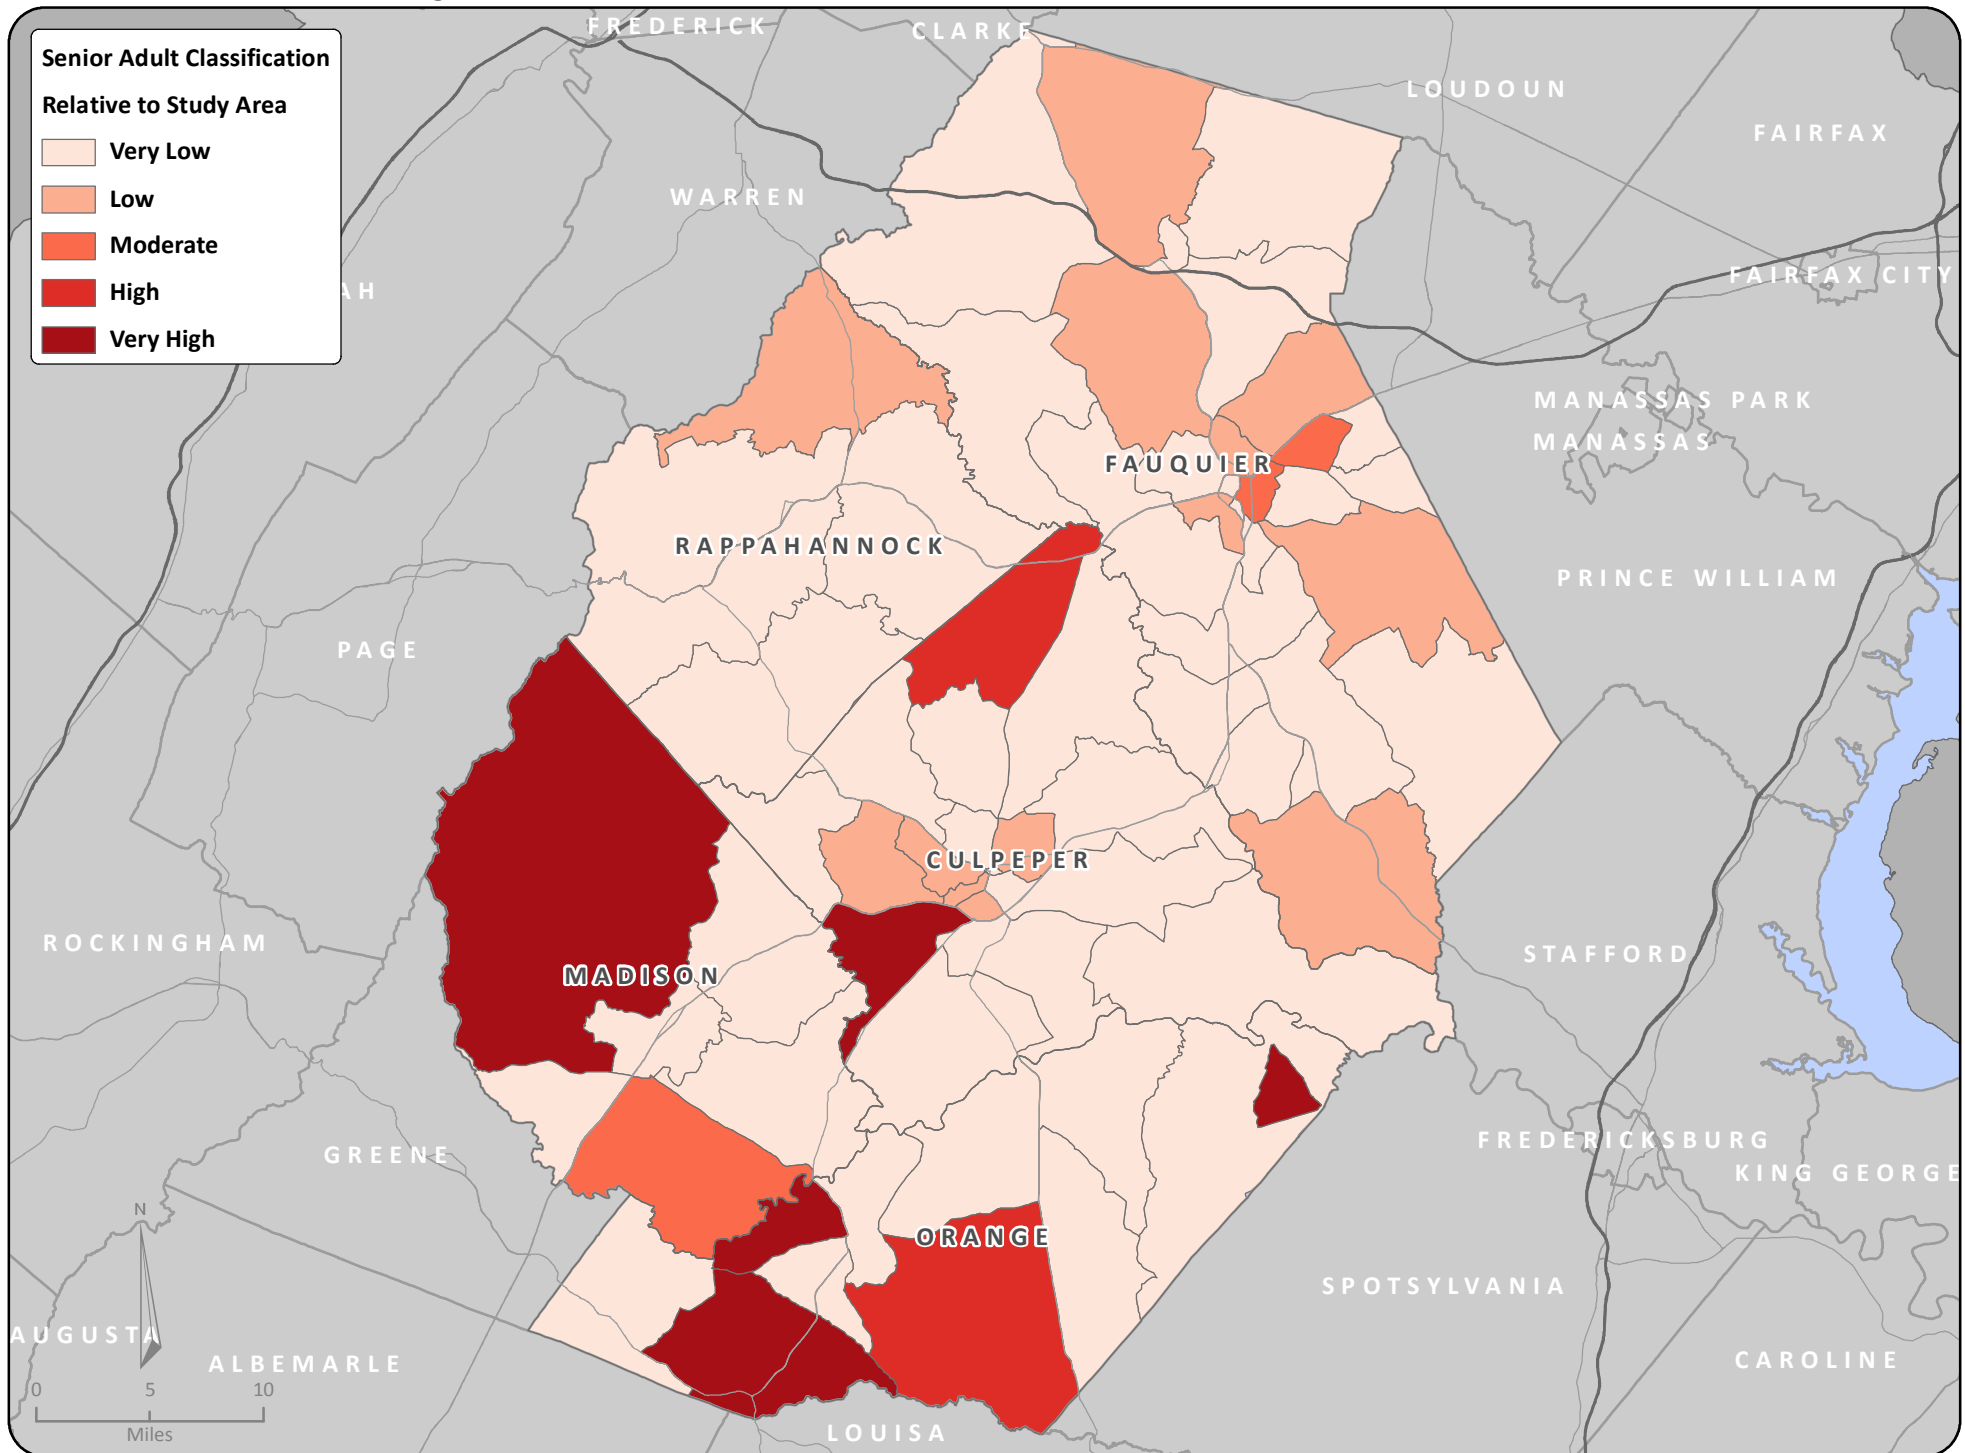 FREDERICK
CLARKE
Senior Adult Classification
Relative to Study Area
Very Low
Low
Moderate
High
Very High
LOUDOUN
FAIRFAX
WARREN
FAIRFAX CITY
AH
MANASSAS PARK
MANASSAS
FAUQUIER
RAPPAHANNOCK
PRINCE WILLIAM
PAGE
CULPEPER
ROCKINGHAM
STAFFORD
MADISON
FREDERICKSBURG
GREENE
KING GEORGE
N
ORANGE
SPOTSYLVANIA
AUGUSTA
ALBEMARLE
CAROLINE
0 5 10
Miles
LOUISA